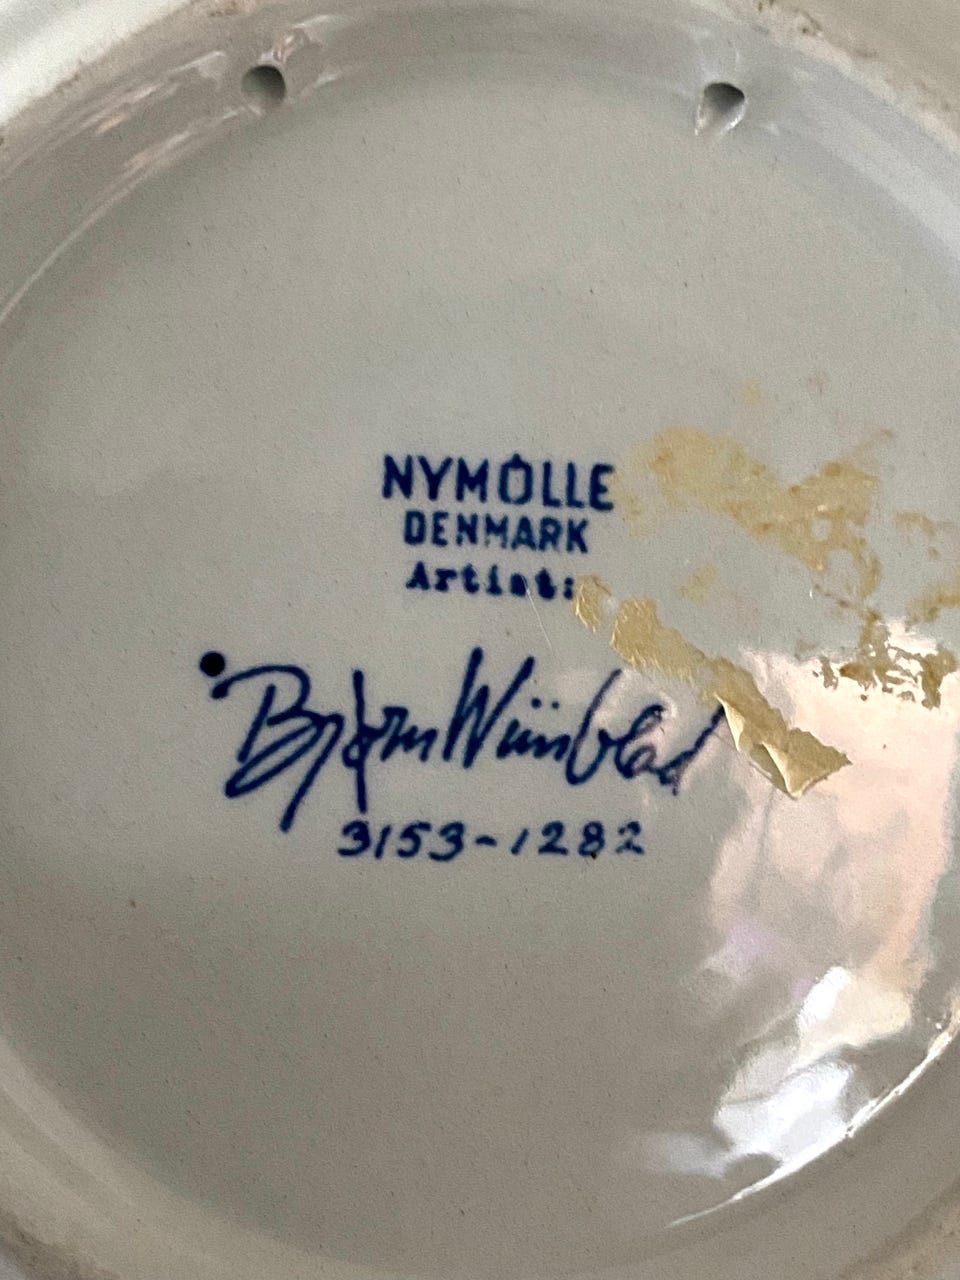 NYMÖLLE
DENMARK
Artist:
Bjørn Wiinblad
3153-1282